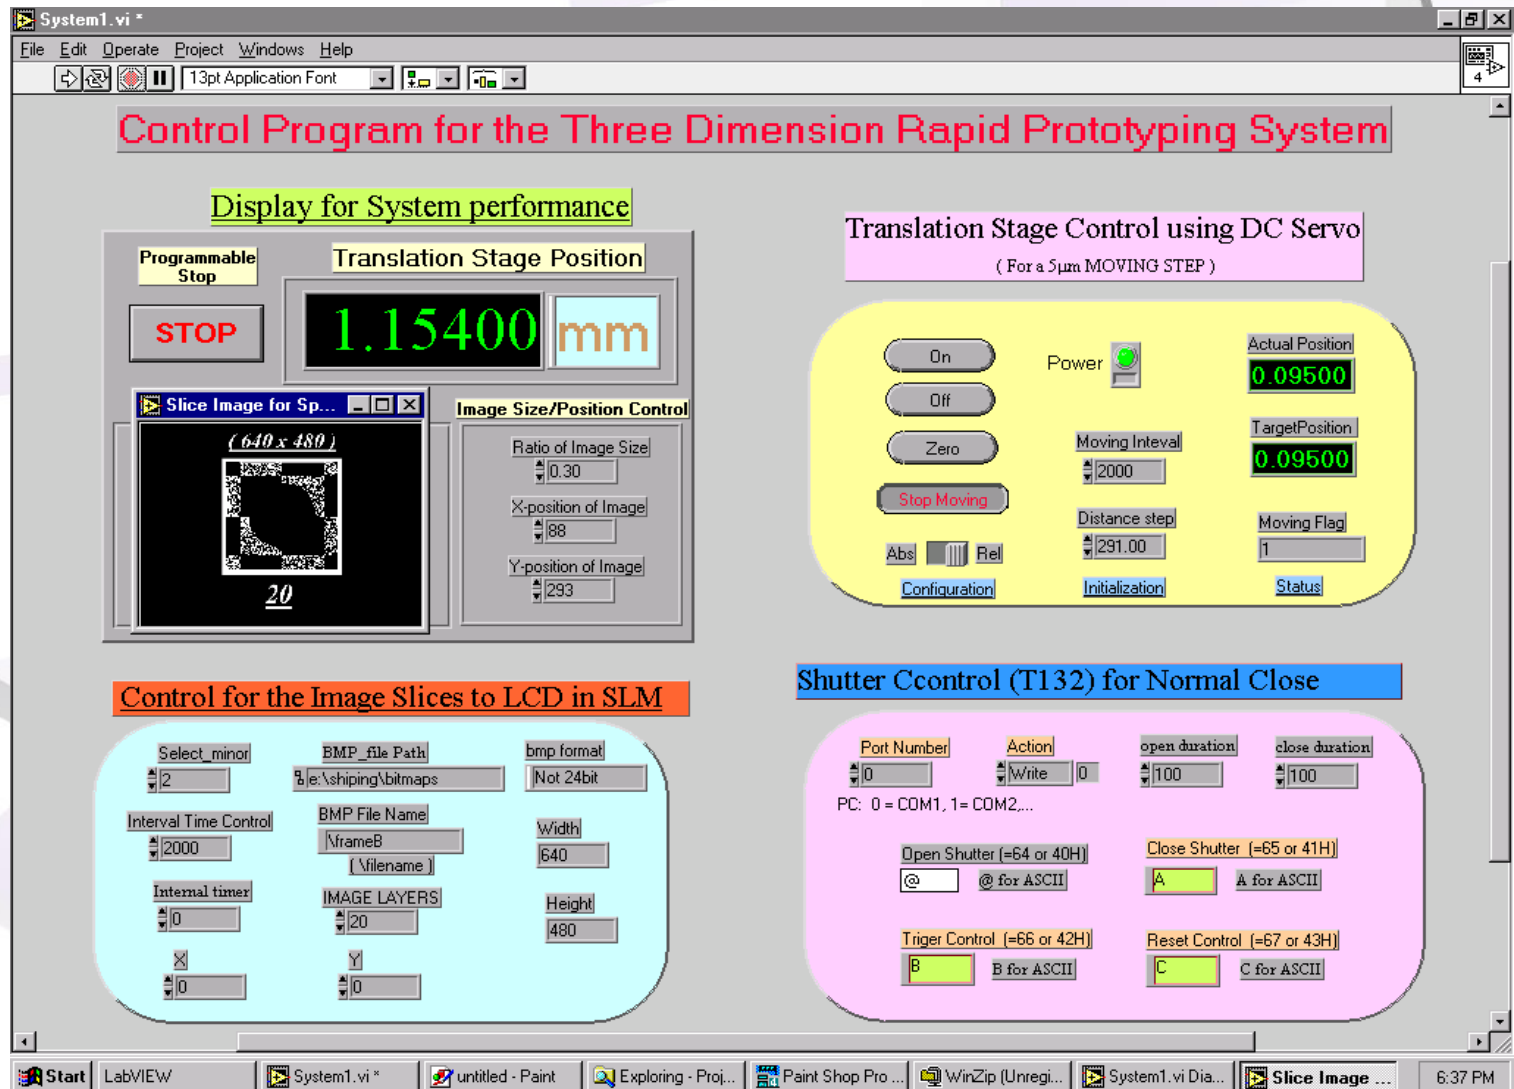 System1.vi *
File Edit Operate Project Windows Help
13pt Application Font
4
Control Program for the Three Dimension Rapid Prototyping System
Display for System performance
Programmable
Stop
STOP
Translation Stage Position
1.15400 mm
Slice Image for Sp...
( 640 x 480 )
20
Image Size/Position Control
Ratio of Image Size
0.30
X-position of Image
88
Y-position of Image
293
Translation Stage Control using DC Servo
( For a 5µm MOVING STEP )
On
Off
Zero
Stop Moving
Abs Rel
Configuration
Power
Moving Inteval
2000
Distance step
291.00
Initialization
Actual Position
0.09500
TargetPosition
0.09500
Moving Flag
1
Status
Control for the Image Slices to LCD in SLM
Select_minor
2
Interval Time Control
2000
Internal timer
0
X
0
BMP_file Path
e:\shiping\bitmaps
BMP File Name
\frameB
( \filename )
IMAGE LAYERS
20
Y
0
bmp format
Not 24bit
Width
640
Height
480
Shutter Ccontrol (T132) for Normal Close
Port Number
0
Action
Write 0
open duration
100
close duration
100
PC: 0 = COM1, 1= COM2,...
Open Shutter (=64 or 40H)
@ @ for ASCII
Close Shutter (=65 or 41H)
A A for ASCII
Triger Control (=66 or 42H)
B B for ASCII
Reset Control (=67 or 43H)
C C for ASCII
Start LabVIEW System1.vi * untitled - Paint Exploring - Proj... Paint Shop Pro ... WinZip (Unregi... System1.vi Dia... Slice Image ... 6:37 PM